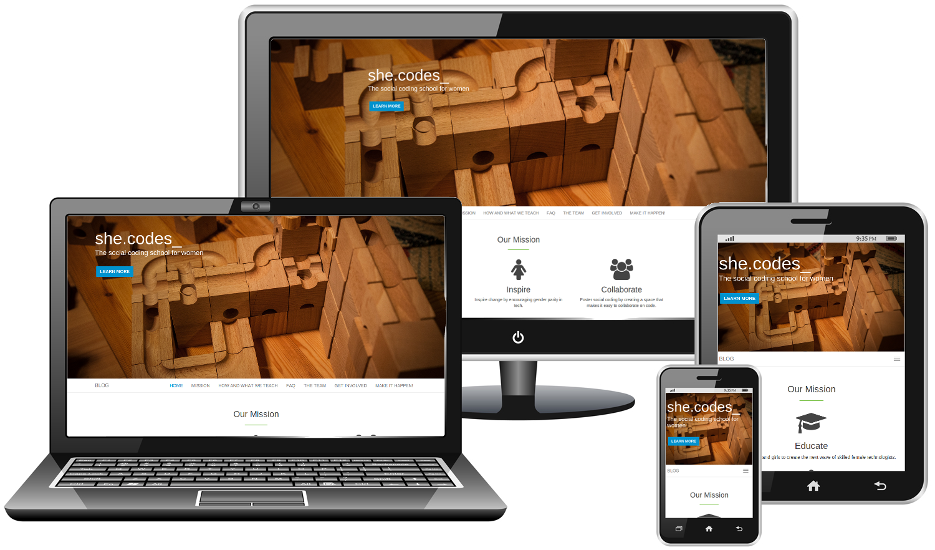 she.codes_
The social coding school for women
LEARN MORE
MISSION HOW AND WHAT WE TEACH FAQ THE TEAM GET INVOLVED MAKE IT HAPPEN!
Our Mission
Inspire Collaborate
Inspire change by encouraging gender parity in
tech.
Foster social coding by creating a space that
makes it easy to collaborate on code.
she.codes_
The social coding school for women
LEARN MORE
BLOG HOME MISSION HOW AND WHAT WE TEACH FAQ THE TEAM GET INVOLVED MAKE IT HAPPEN!
Our Mission
9:35 PM
she.codes_
The social coding school for women
LEARN MORE
BLOG
Our Mission
Educate
and girls to create the next wave of skilled female technologists.
9:35 PM
she.codes_
The social coding school for
women
LEARN MORE
BLOG
Our Mission